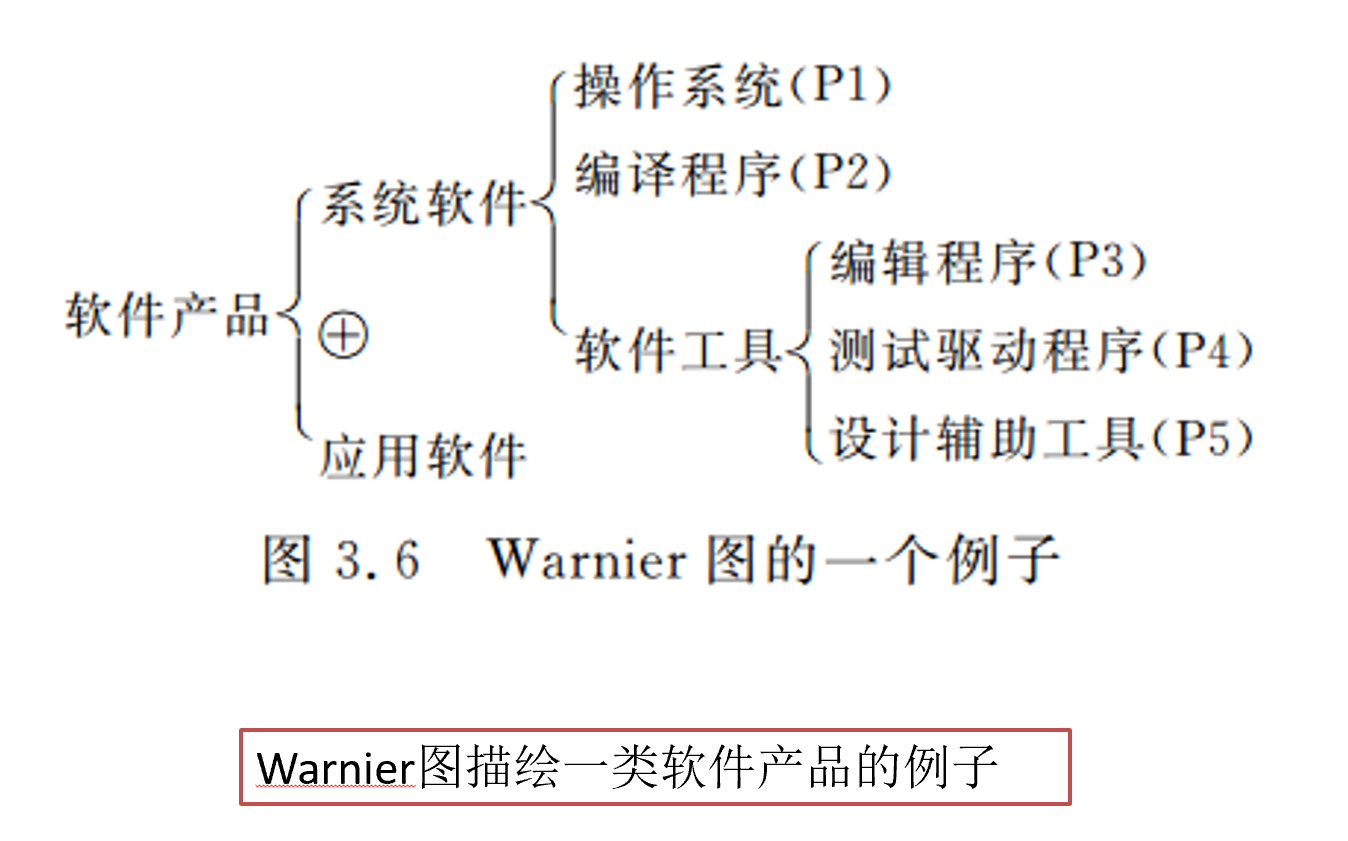 操作系统(P1)
编译程序(P2)
系统软件
编辑程序(P3)
软件产品
⊕
软件工具
测试驱动程序(P4)
设计辅助工具(P5)
应用软件
图 3.6 Warnier 图的一个例子
Warnier图描绘一类软件产品的例子